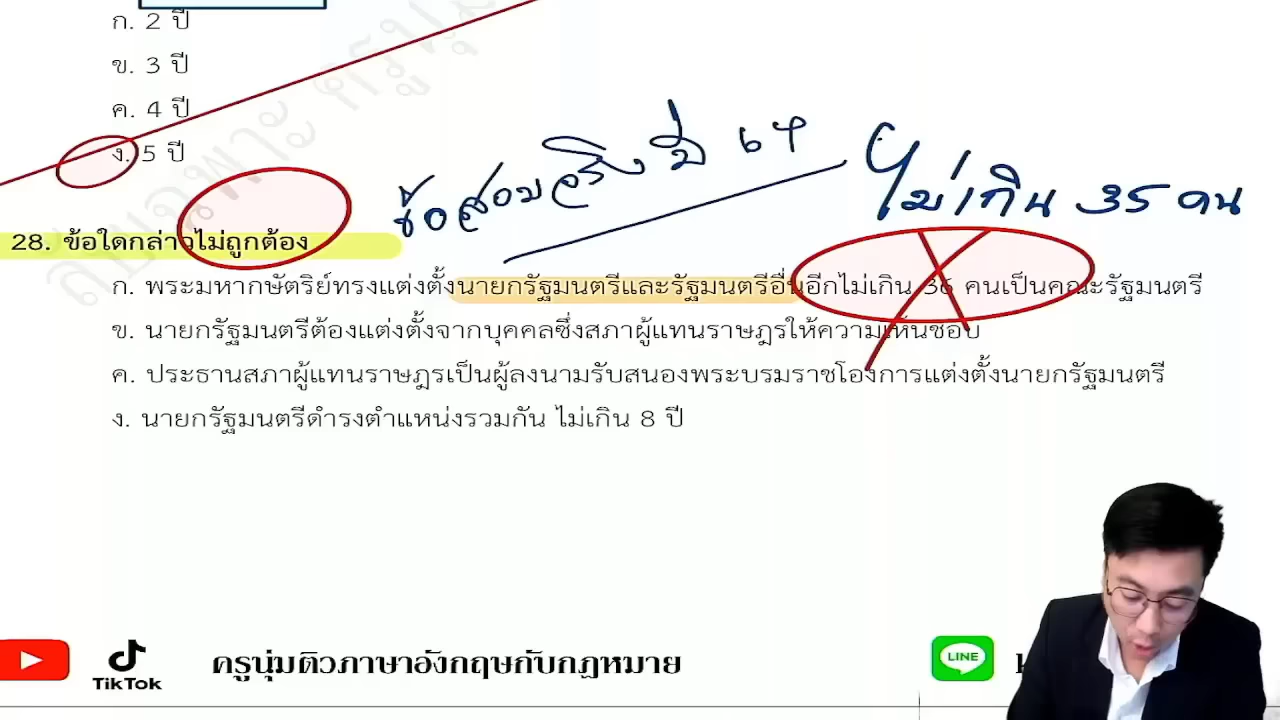 ก. 2 ปี
ข. 3 ปี
ค. 4 ปี
ง. 5 ปี
ข้อสอบจริง ปี 64
ไม่เกิน 35 คน
28. ข้อใดกล่าวไม่ถูกต้อง
ก. พระมหากษัตริย์ทรงแต่งตั้งนายกรัฐมนตรีและรัฐมนตรีอื่นอีกไม่เกิน 36 คนเป็นคณะรัฐมนตรี
ข. นายกรัฐมนตรีต้องแต่งตั้งจากบุคคลซึ่งสภาผู้แทนราษฎรให้ความเห็นชอบ
ค. ประธานสภาผู้แทนราษฎรเป็นผู้ลงนามรับสนองพระบรมราชโองการแต่งตั้งนายกรัฐมนตรี
ง. นายกรัฐมนตรีดำรงตำแหน่งรวมกัน ไม่เกิน 8 ปี
TikTok
ครูนุ่มติวภาษาอังกฤษกับกฎหมาย
LINE